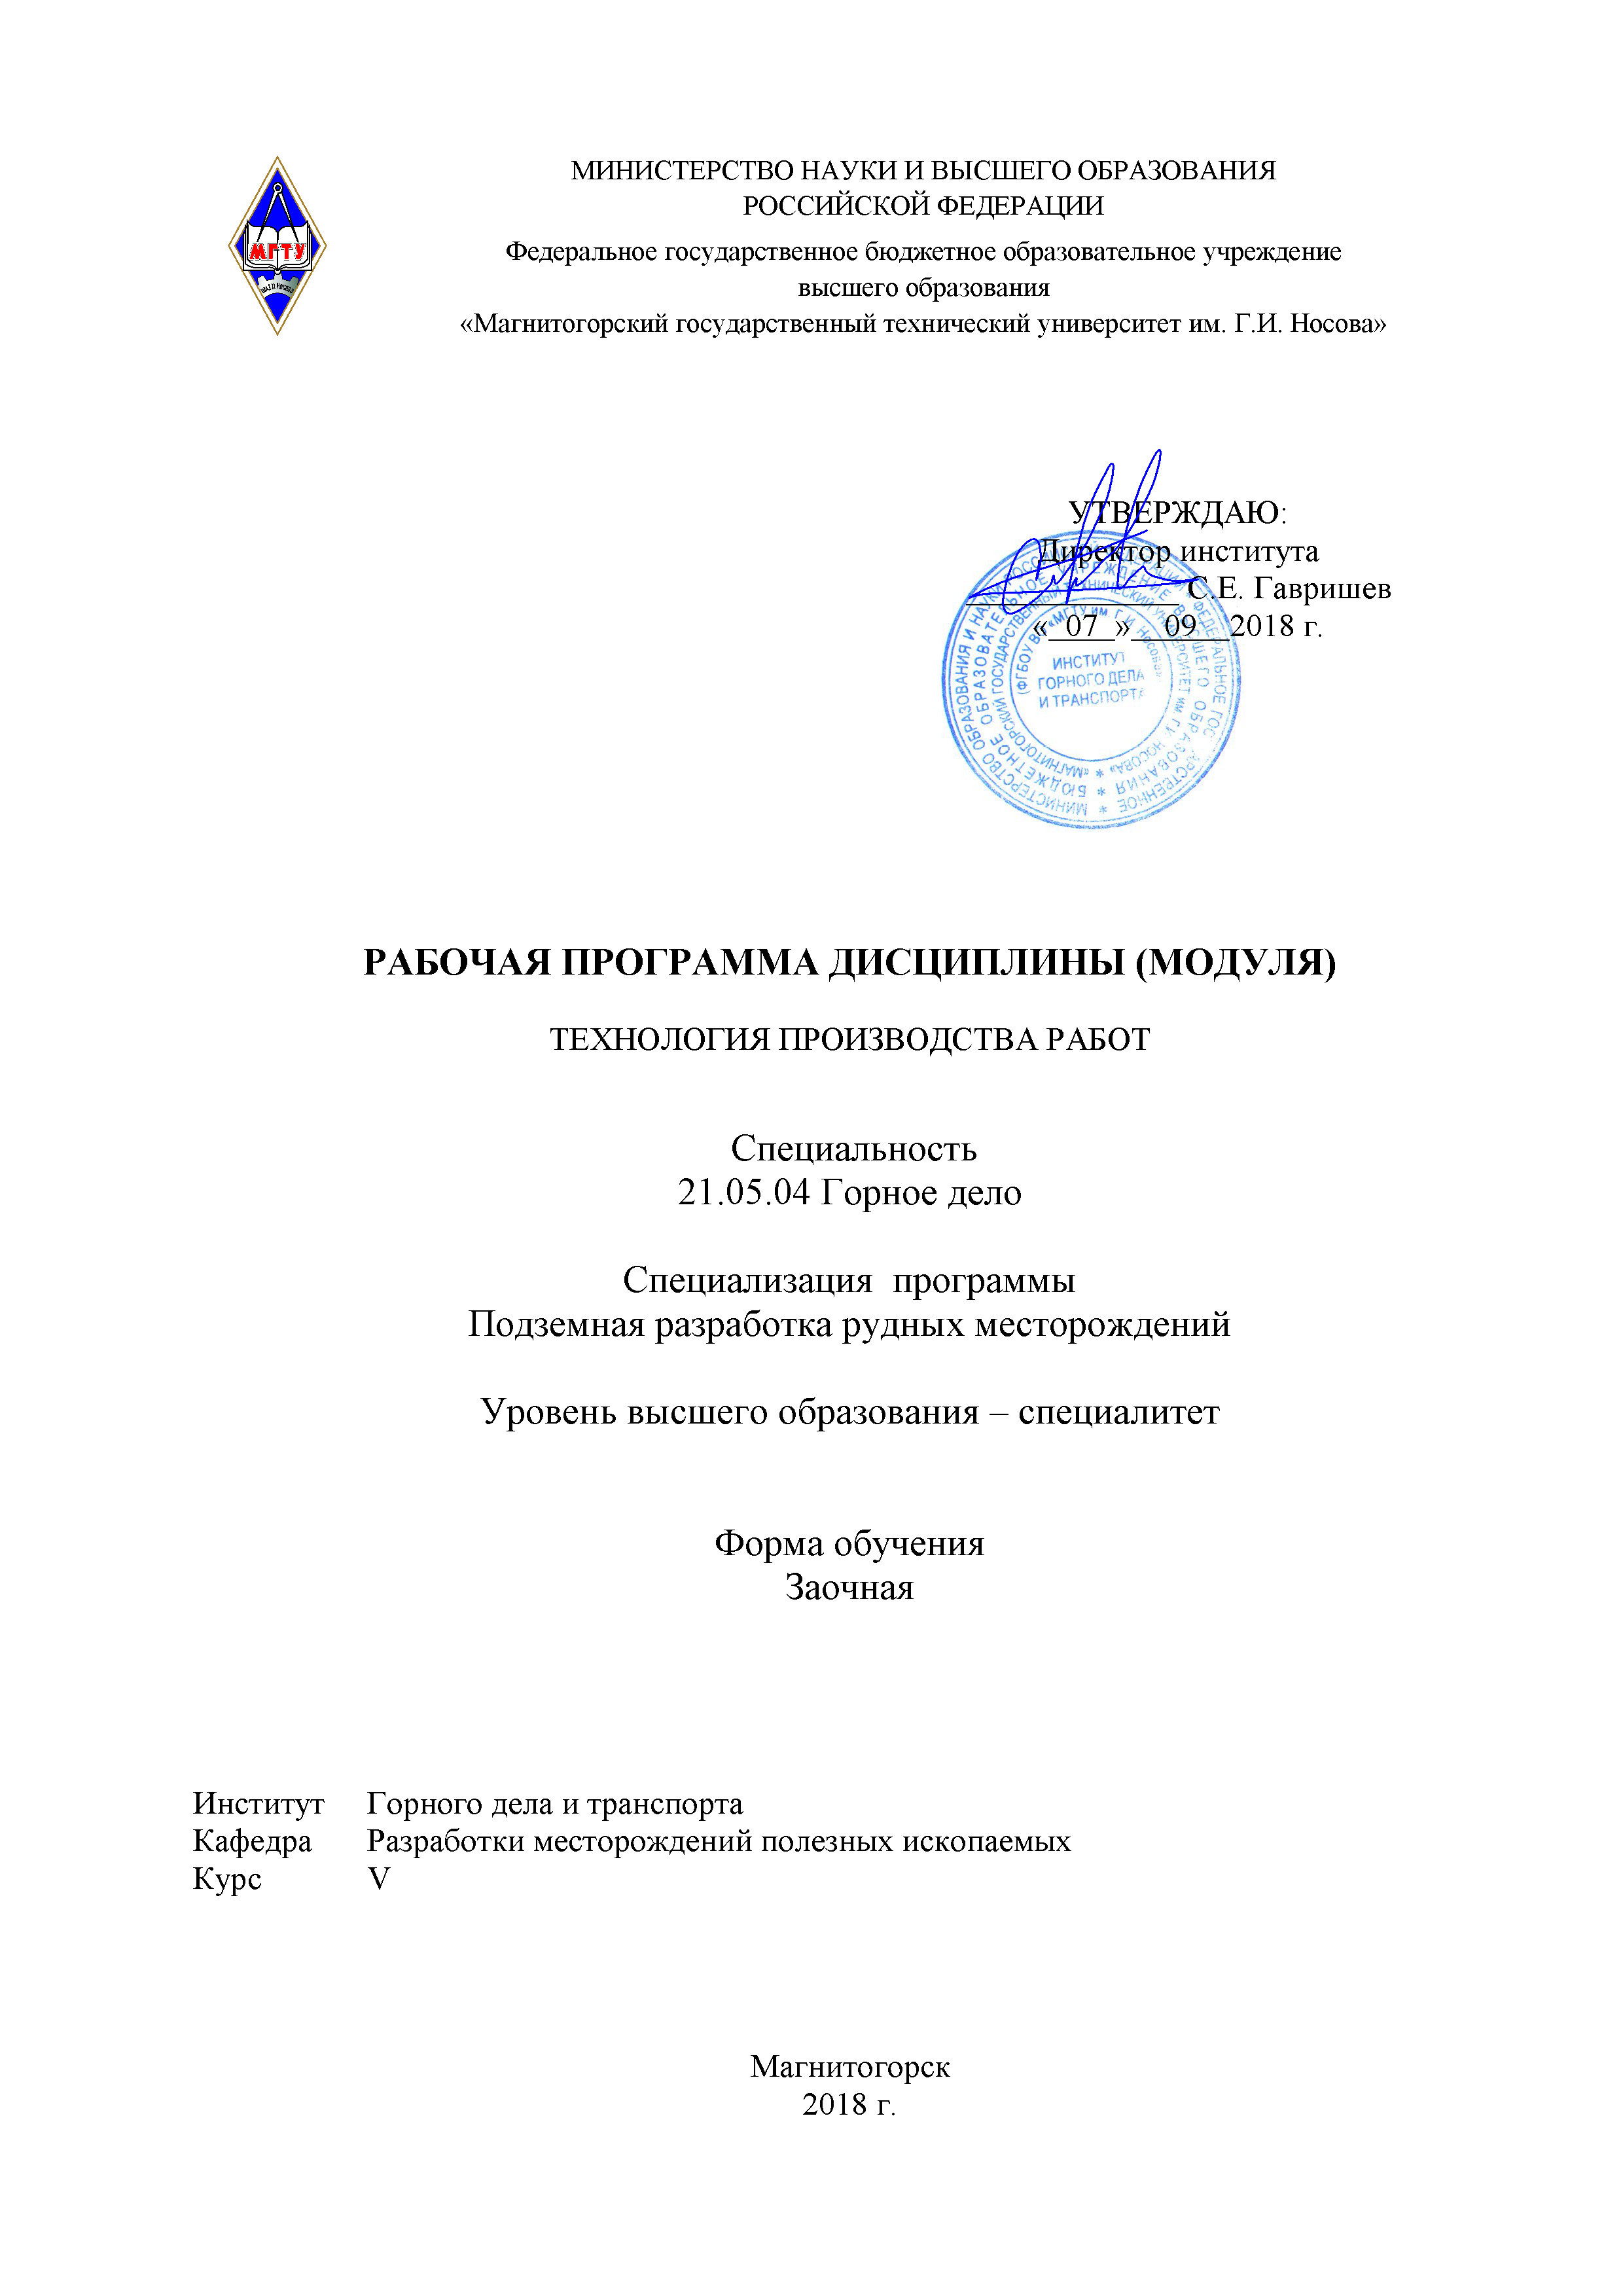 МИНИСТЕРСТВО НАУКИ И ВЫСШЕГО ОБРАЗОВАНИЯ
РОССИЙСКОЙ ФЕДЕРАЦИИ
Федеральное государственное бюджетное образовательное учреждение
высшего образования
«Магнитогорский государственный технический университет им. Г.И. Носова»
МГТУ
УТВЕРЖДАЮ:
Директор института
С.Е. Гавришев
«07» 09 2018 г.
ИНСТИТУТ
ГОРНОГО ДЕЛА
И ТРАНСПОРТА
РАБОЧАЯ ПРОГРАММА ДИСЦИПЛИНЫ (МОДУЛЯ)
ТЕХНОЛОГИЯ ПРОИЗВОДСТВА РАБОТ
Специальность
21.05.04 Горное дело
Специализация программы
Подземная разработка рудных месторождений
Уровень высшего образования – специалитет
Форма обучения
Заочная
Институт Горного дела и транспорта
Кафедра Разработки месторождений полезных ископаемых
Курс V
Магнитогорск
2018 г.